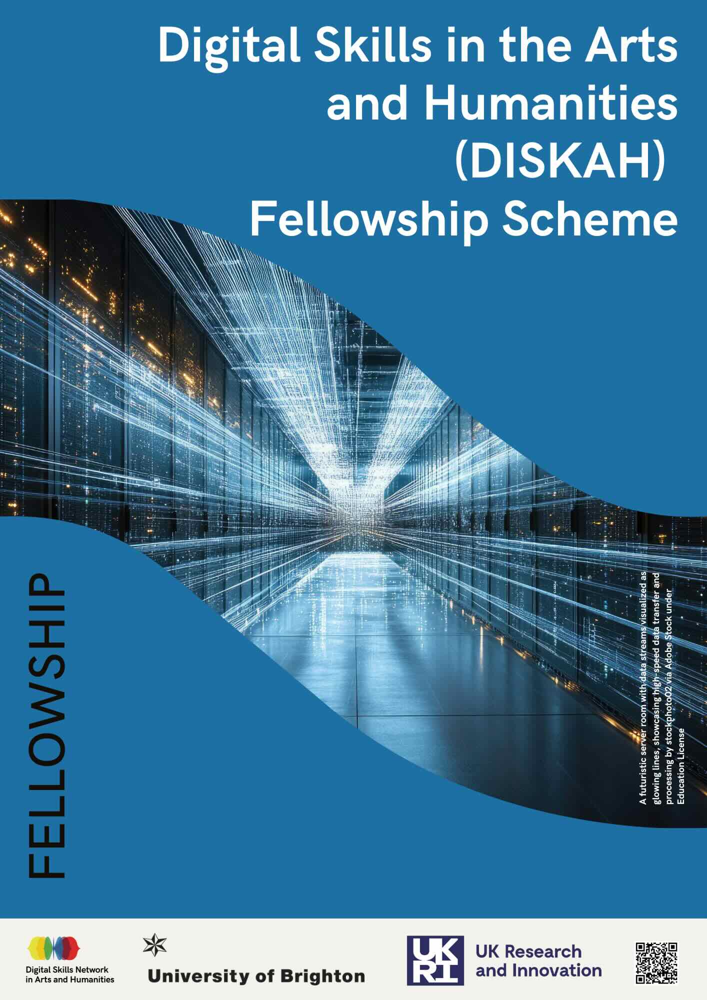 Digital Skills in the Arts
and Humanities
(DISKAH)
Fellowship Scheme
FELLOWSHIP
A futuristic server room with data streams visualized as
glowing lines, showcasing high-speed data transfer and
processing by stockphoto02 via Adobe Stock under
Education License
Digital Skills Network
in Arts and Humanities
University of Brighton
UK
RI
UK Research
and Innovation